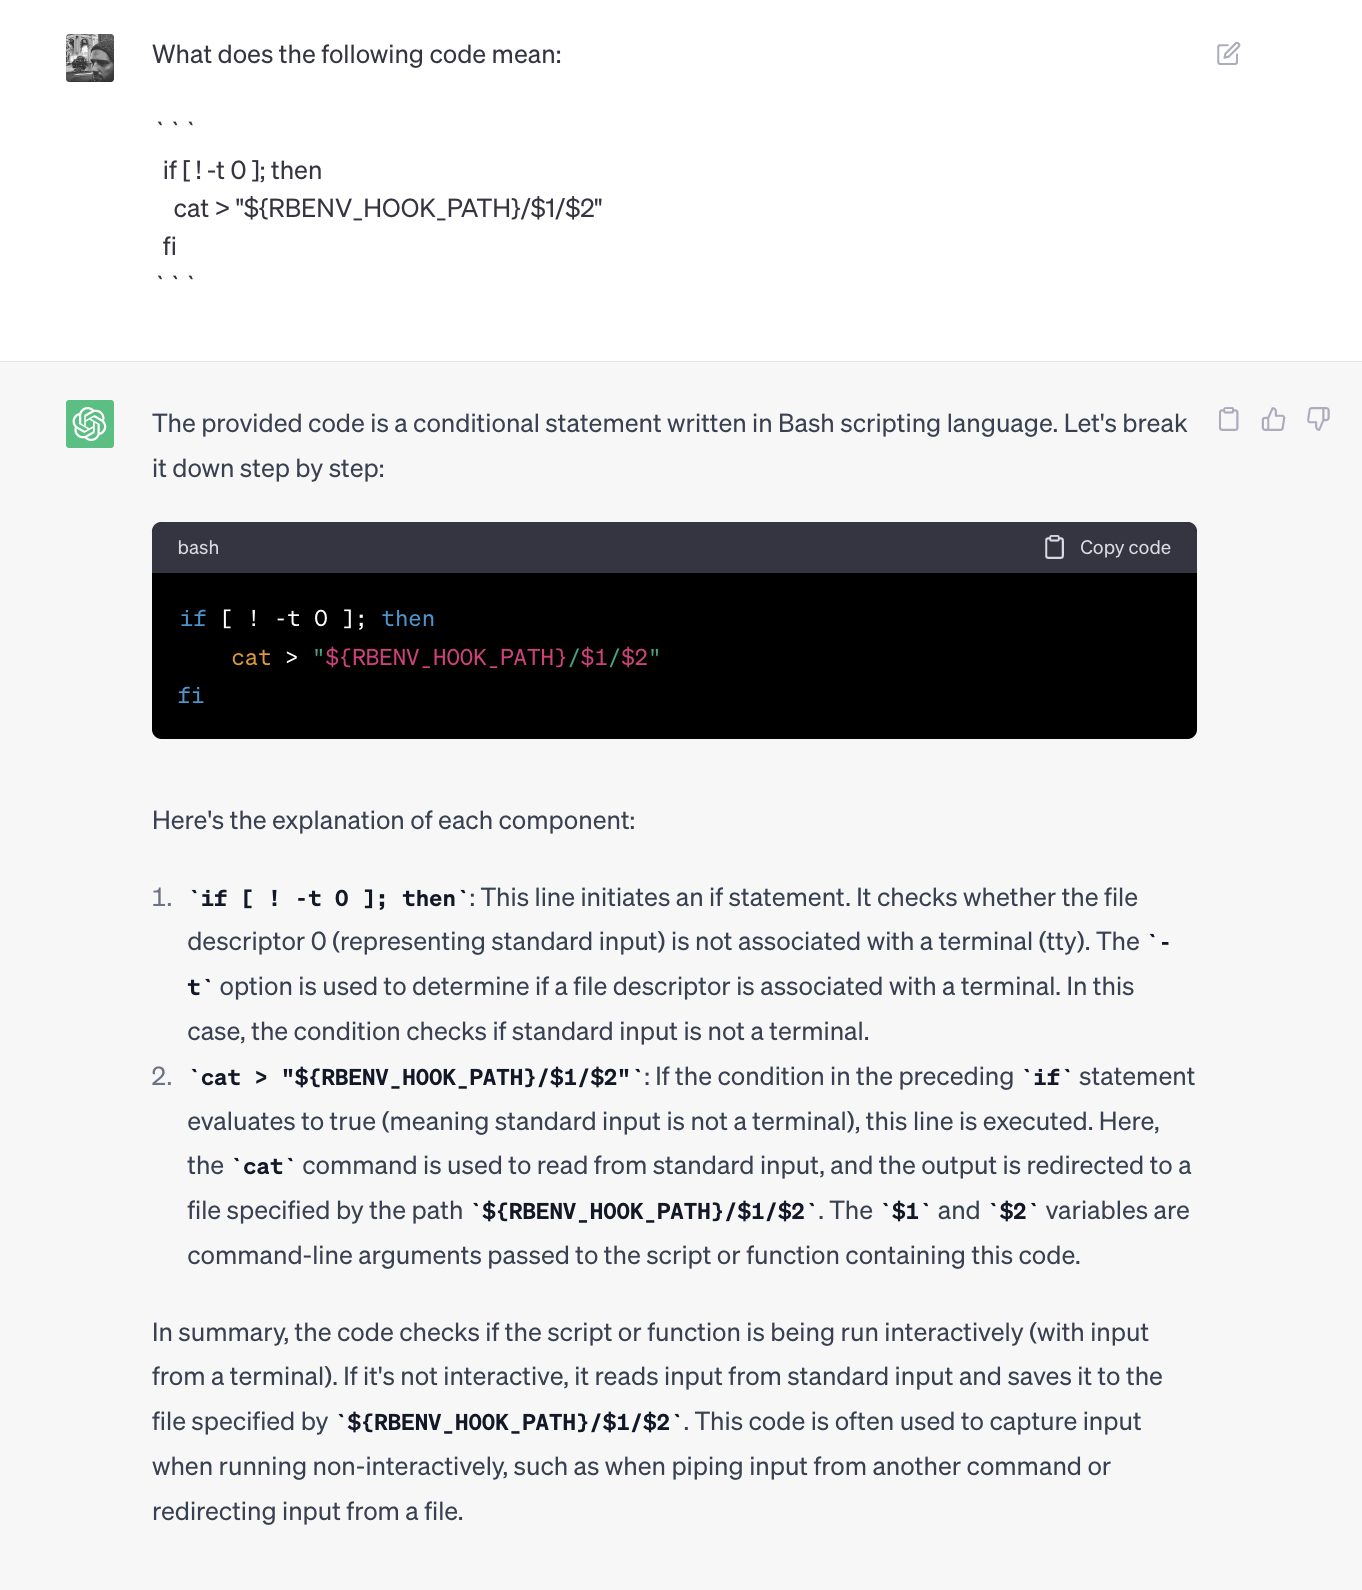 What does the following code mean:
```
if [ ! -t 0 ]; then
cat > "${RBENV_HOOK_PATH}/$1/$2"
fi
```
The provided code is a conditional statement written in Bash scripting language. Let's break
it down step by step:
bash
Copy code
if [ ! -t 0 ]; then
cat > "${RBENV_HOOK_PATH}/$1/$2"
fi
Here's the explanation of each component:
1. `if [ ! -t 0 ]; then`: This line initiates an if statement. It checks whether the file
descriptor 0 (representing standard input) is not associated with a terminal (tty). The `-
t` option is used to determine if a file descriptor is associated with a terminal. In this
case, the condition checks if standard input is not a terminal.
2. `cat > "${RBENV_HOOK_PATH}/$1/$2"`: If the condition in the preceding `if` statement
evaluates to true (meaning standard input is not a terminal), this line is executed. Here,
the `cat` command is used to read from standard input, and the output is redirected to a
file specified by the path `${RBENV_HOOK_PATH}/$1/$2`. The `$1` and `$2` variables are
command-line arguments passed to the script or function containing this code.
In summary, the code checks if the script or function is being run interactively (with input
from a terminal). If it's not interactive, it reads input from standard input and saves it to the
file specified by `${RBENV_HOOK_PATH}/$1/$2`. This code is often used to capture input
when running non-interactively, such as when piping input from another command or
redirecting input from a file.